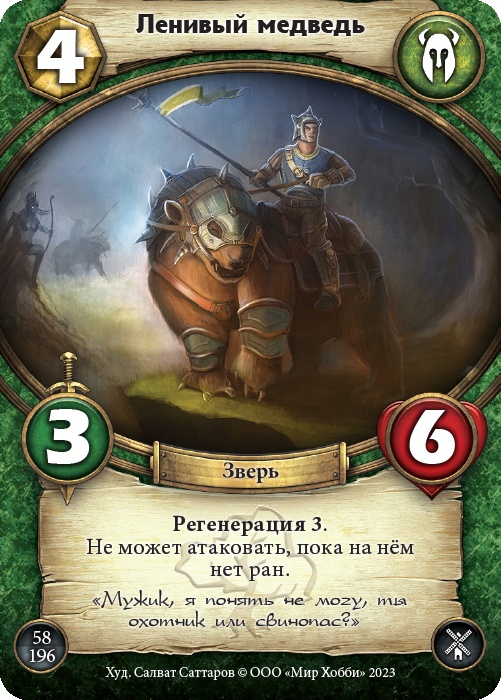 Ленивый медведь
4
3
6
Зверь
Регенерация 3.
Не может атаковать, пока на нём
нет ран.
«Мужик, я понять не могу, ты
охотник или свинопас?»
58
196
Худ. Салват Саттаров © ООО «Мир Хобби» 2023